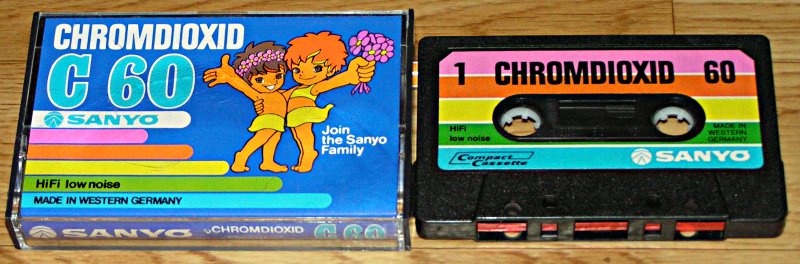 CHROMDIOXID
C 60
SANYO
Join
the Sanyo
Family
HiFi low noise
MADE IN WESTERN GERMANY
SANYO CHROMDIOXID C 60
1 CHROMDIOXID 60
HiFi
low noise
MADE IN
WESTERN
GERMANY
Compact
Cassette
SANYO